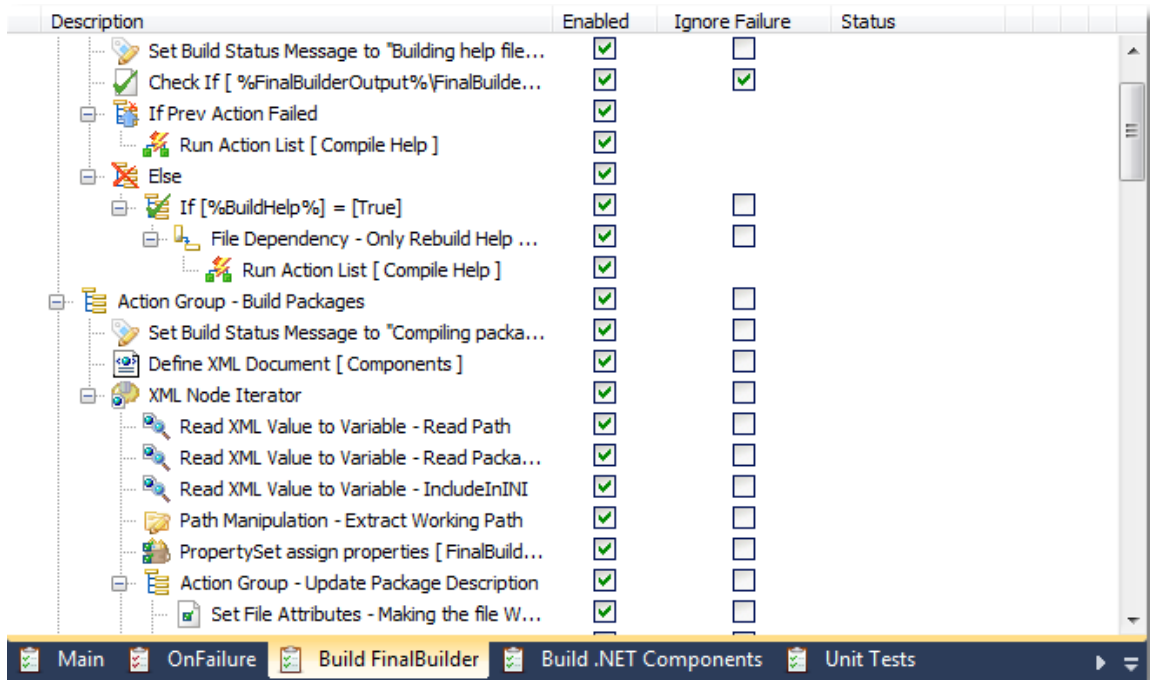 Description Enabled Ignore Failure Status
Set Build Status Message to "Building help file...
Check If [ %FinalBuilderOutput%\FinalBuilde...
If Prev Action Failed
Run Action List [ Compile Help ]
Else
If [%BuildHelp%] = [True]
File Dependency - Only Rebuild Help ...
Run Action List [ Compile Help ]
Action Group - Build Packages
Set Build Status Message to "Compiling packa...
Define XML Document [ Components ]
XML Node Iterator
Read XML Value to Variable - Read Path
Read XML Value to Variable - Read Packa...
Read XML Value to Variable - IncludeInINI
Path Manipulation - Extract Working Path
PropertySet assign properties [ FinalBuild...
Action Group - Update Package Description
Set File Attributes - Making the file W...
Main OnFailure Build FinalBuilder Build .NET Components Unit Tests